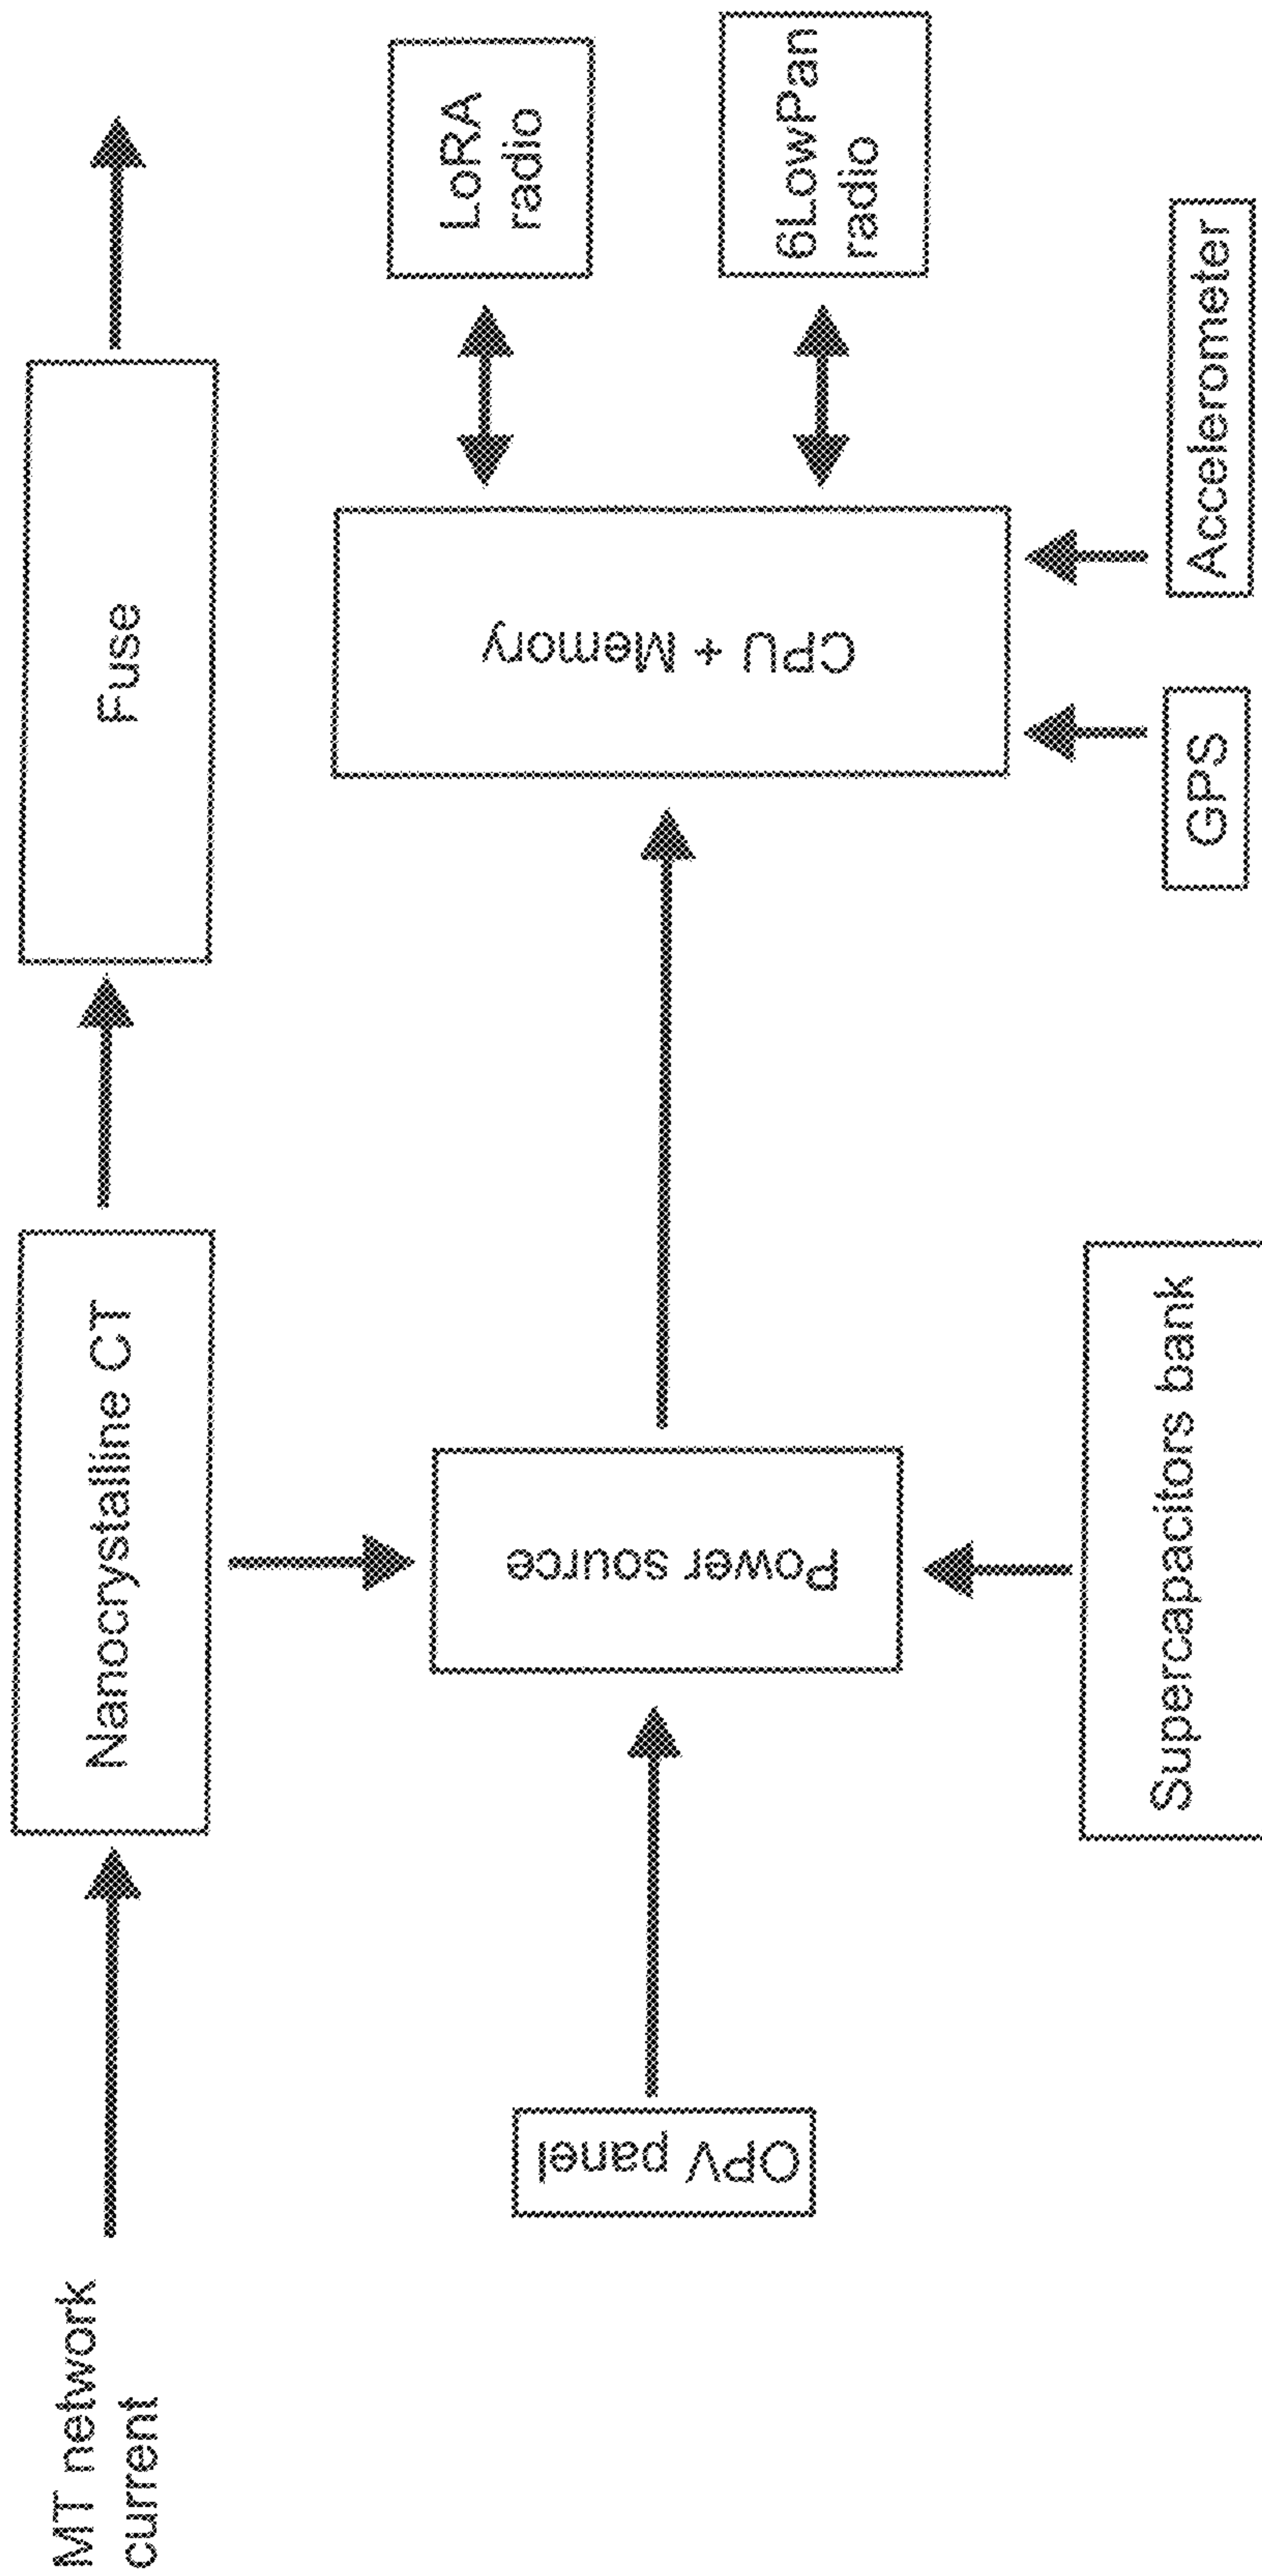 MT network
current
Nanocrystalline CT
Fuse
OPV panel
Power source
CPU + Memory
LoRA
radio
6LowPan
radio
Supercapacitors bank
GPS
Accelerometer